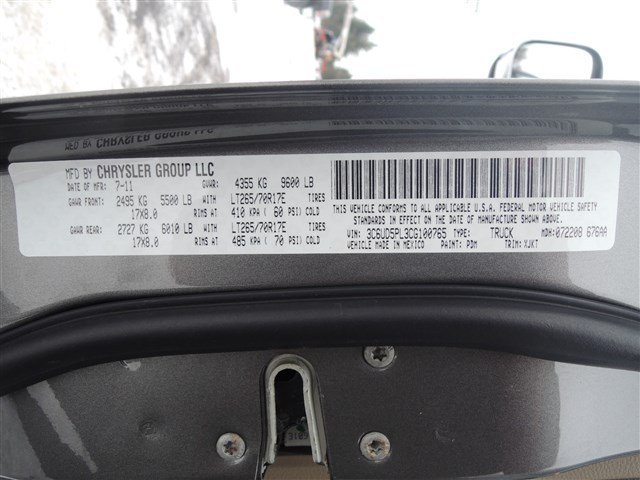 MFD BY CHRYSLER GROUP LLC
DATE OF MFR: 7-11 GVWR: 4355 KG 9600 LB
GAWR FRONT: 2495 KG 5500 LB WITH LT265/70R17E TIRES
17X8.0 RIMS AT 410 KPA ( 60 PSI) COLD
GAWR REAR: 2727 KG 6010 LB WITH LT265/70R17E TIRES
17X8.0 RIMS AT 485 KPA ( 70 PSI) COLD
THIS VEHICLE CONFORMS TO ALL APPLICABLE U.S.A. FEDERAL MOTOR VEHICLE SAFETY
STANDARDS IN EFFECT ON THE DATE OF MANUFACTURE SHOWN ABOVE.
VIN: 3C6UD5PL3CG100765 TYPE: TRUCK MDH: 072208 676AA
VEHICLE MADE IN MEXICO PAINT: PDM TRIM: XJKT